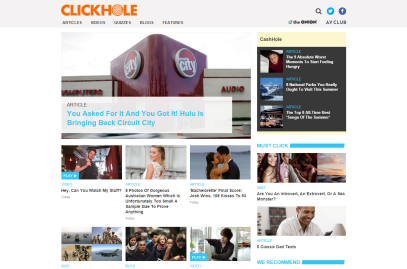 CLICKHOLE
ARTICLES VIDEOS QUIZZES BLOGS FEATURES
the ONION AV CLUB
city
AUDIO
ARTICLE
You Asked For It And You Got It! Hulu Is
Bringing Back Circuit City
CashHole
ARTICLE
The 5 Absolute Worst
Moments To Start Feeling
Hungry
ARTICLE
8 National Parks You Really
Ought To Visit This Summer
ARTICLE
The Top 5 All-Time Best
'Songs Of The Summer'
PLAY
VIDEO
Hey, Can You Watch My Stuff?
Today
ARTICLE
8 Photos Of Gorgeous
Australian Women Which Is
Unfortunately Too Small A
Sample Size To Prove
Anything
Today
ARTICLE
'Bachelorette' Final Score:
Josh Wins, 108 Kisses To 50
Today
MUST CLICK
QUIZ
Are You An Introvert, An Extrovert, Or A Sea
Monster?
ARTICLE
6 Classic Dad Texts
WE RECOMMEND
PLAY
QUIZ
BLOG
VIDEO